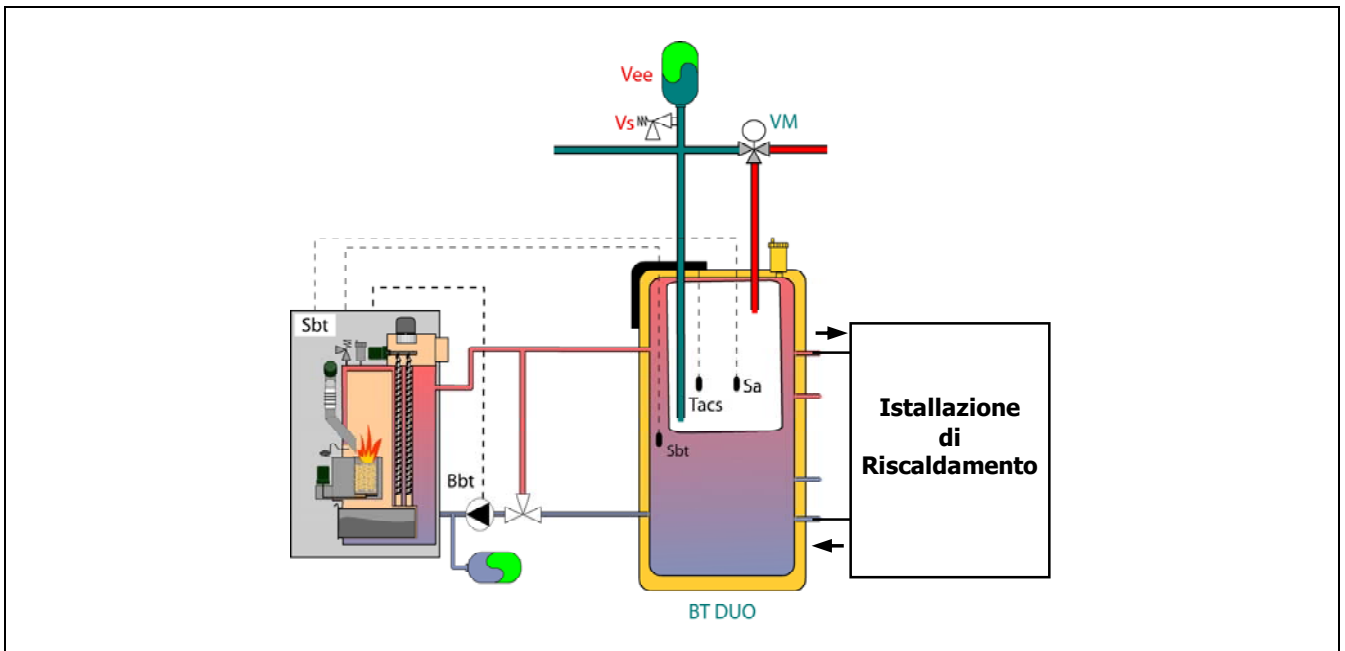 Vee
Vs
VM
Sbt
Tacs
Sa
Sbt
Istallazione
di
Riscaldamento
Bbt
BT DUO